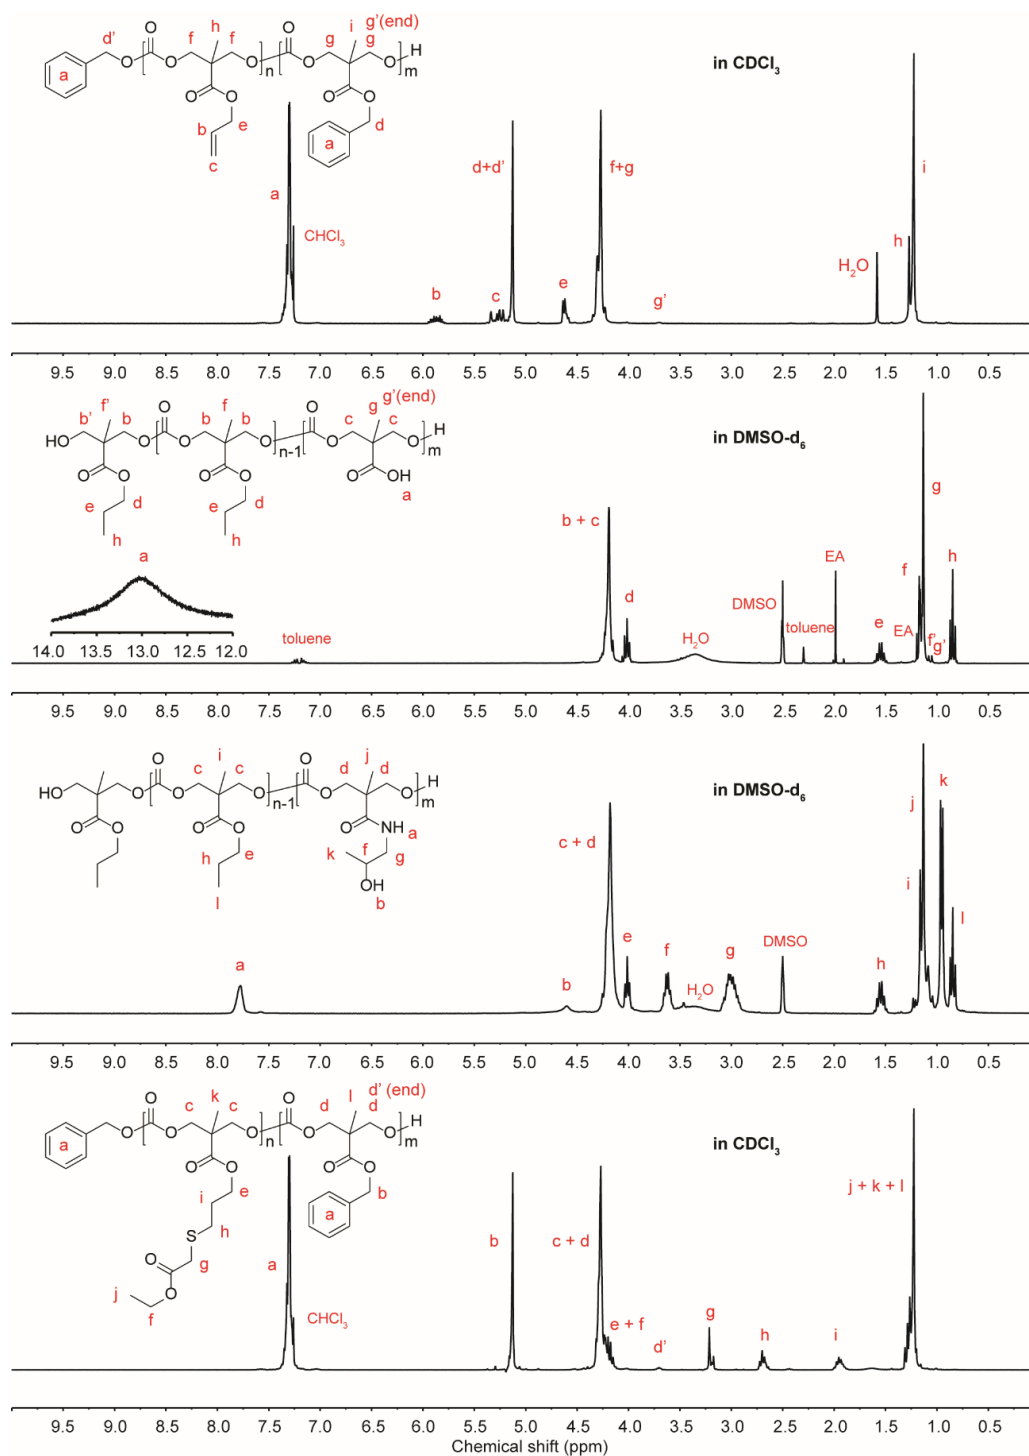 d' O h f f O n O g i g'(end) g O H m
a O O O O O O O O O
b e d
c a
in CDCl₃
a CHCl₃ b c d+d' e f+g g' H₂O h i
9.5 9.0 8.5 8.0 7.5 7.0 6.5 6.0 5.5 5.0 4.5 4.0 3.5 3.0 2.5 2.0 1.5 1.0 0.5
b' f' b O b f b O c g g'(end) c O H
HO O O O n-1 O O m
O O O O O OH
e d e d a
h h
in DMSO-d₆
a
14.0 13.5 13.0 12.5 12.0
toluene b + c d H₂O DMSO toluene EA e EA f g f' g' h
9.5 9.0 8.5 8.0 7.5 7.0 6.5 6.0 5.5 5.0 4.5 4.0 3.5 3.0 2.5 2.0 1.5 1.0 0.5
O c i c O d j d H
HO O O O n-1 O O m
O O O O O NH a
h e k f g
l OH b
in DMSO-d₆
a b c + d e f H₂O g DMSO h i j k l
9.5 9.0 8.5 8.0 7.5 7.0 6.5 6.0 5.5 5.0 4.5 4.0 3.5 3.0 2.5 2.0 1.5 1.0 0.5
O c k c O d l d' (end) d H
a O O O n O O m
O O O O
i e a b
S h
O g
j O f
in CDCl₃
a CHCl₃ b c + d e + f d' g h i j + k + l
9.5 9.0 8.5 8.0 7.5 7.0 6.5 6.0 5.5 5.0 4.5 4.0 3.5 3.0 2.5 2.0 1.5 1.0 0.5
Chemical shift (ppm)